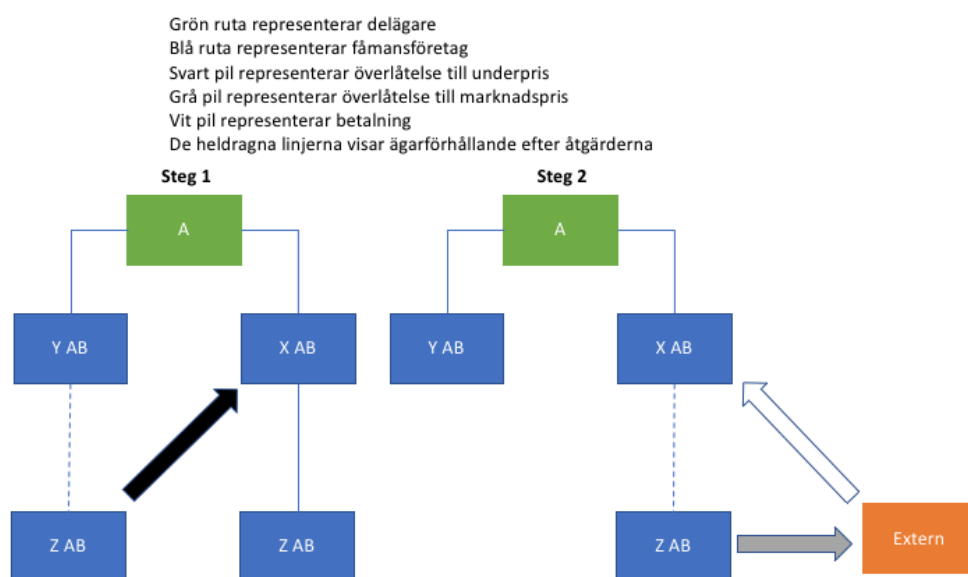 Grön ruta representerar delägare
Blå ruta representerar fåmansföretag
Svart pil representerar överlåtelse till underpris
Grå pil representerar överlåtelse till marknadspris
Vit pil representerar betalning
De heldragna linjerna visar ägarförhållande efter åtgärderna
Steg 1
Steg 2
A
A
Y AB
X AB
Y AB
X AB
Z AB
Z AB
Z AB
Extern